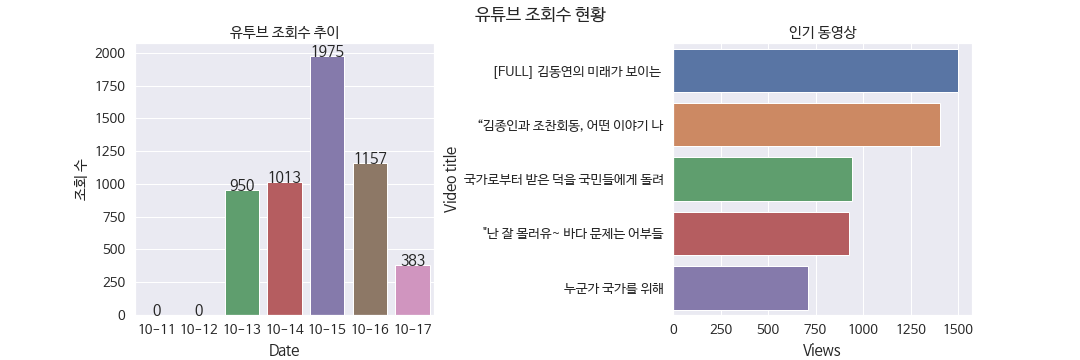 유튜브 조회수 현황
유투브 조회수 추이
조회 수
2000
1750
1500
1250
1000
750
500
250
0
0
0
950
1013
1975
1157
383
10-11
10-12
10-13
10-14
10-15
10-16
10-17
Date
인기 동영상
Video title
[FULL] 김동연의 미래가 보이는
“김종인과 조찬회동, 어떤 이야기 나
국가로부터 받은 덕을 국민들에게 돌려
"난 잘 몰러유~ 바다 문제는 어부들
누군가 국가를 위해
0
250
500
750
1000
1250
1500
Views